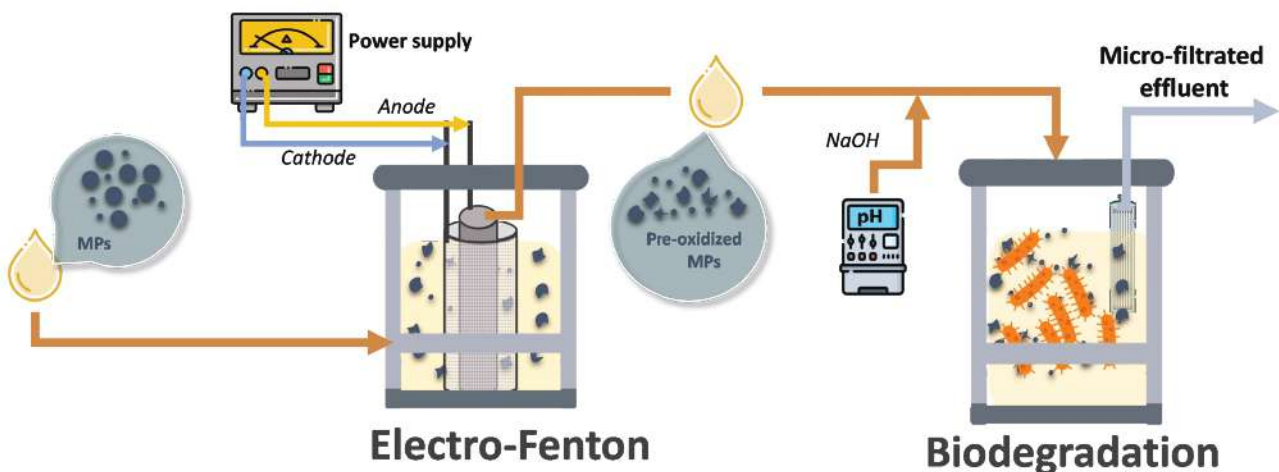 Power supply
Anode
Cathode
MPs
Pre-oxidized
MPs
NaOH
pH
Micro-filtrated
effluent
Electro-Fenton
Biodegradation